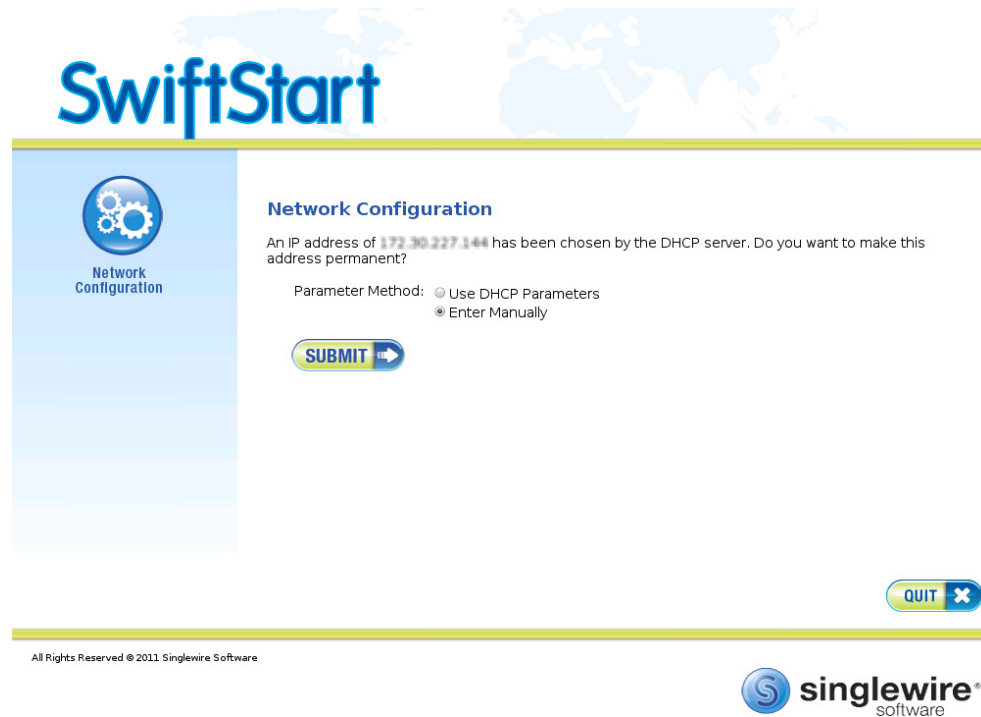 SwiftStart
Network
Configuration
Network Configuration
An IP address of has been chosen by the DHCP server. Do you want to make this
address permanent?
Parameter Method: Use DHCP Parameters
Enter Manually
SUBMIT
QUIT
All Rights Reserved © 2011 Singlewire Software
S singlewire®
software